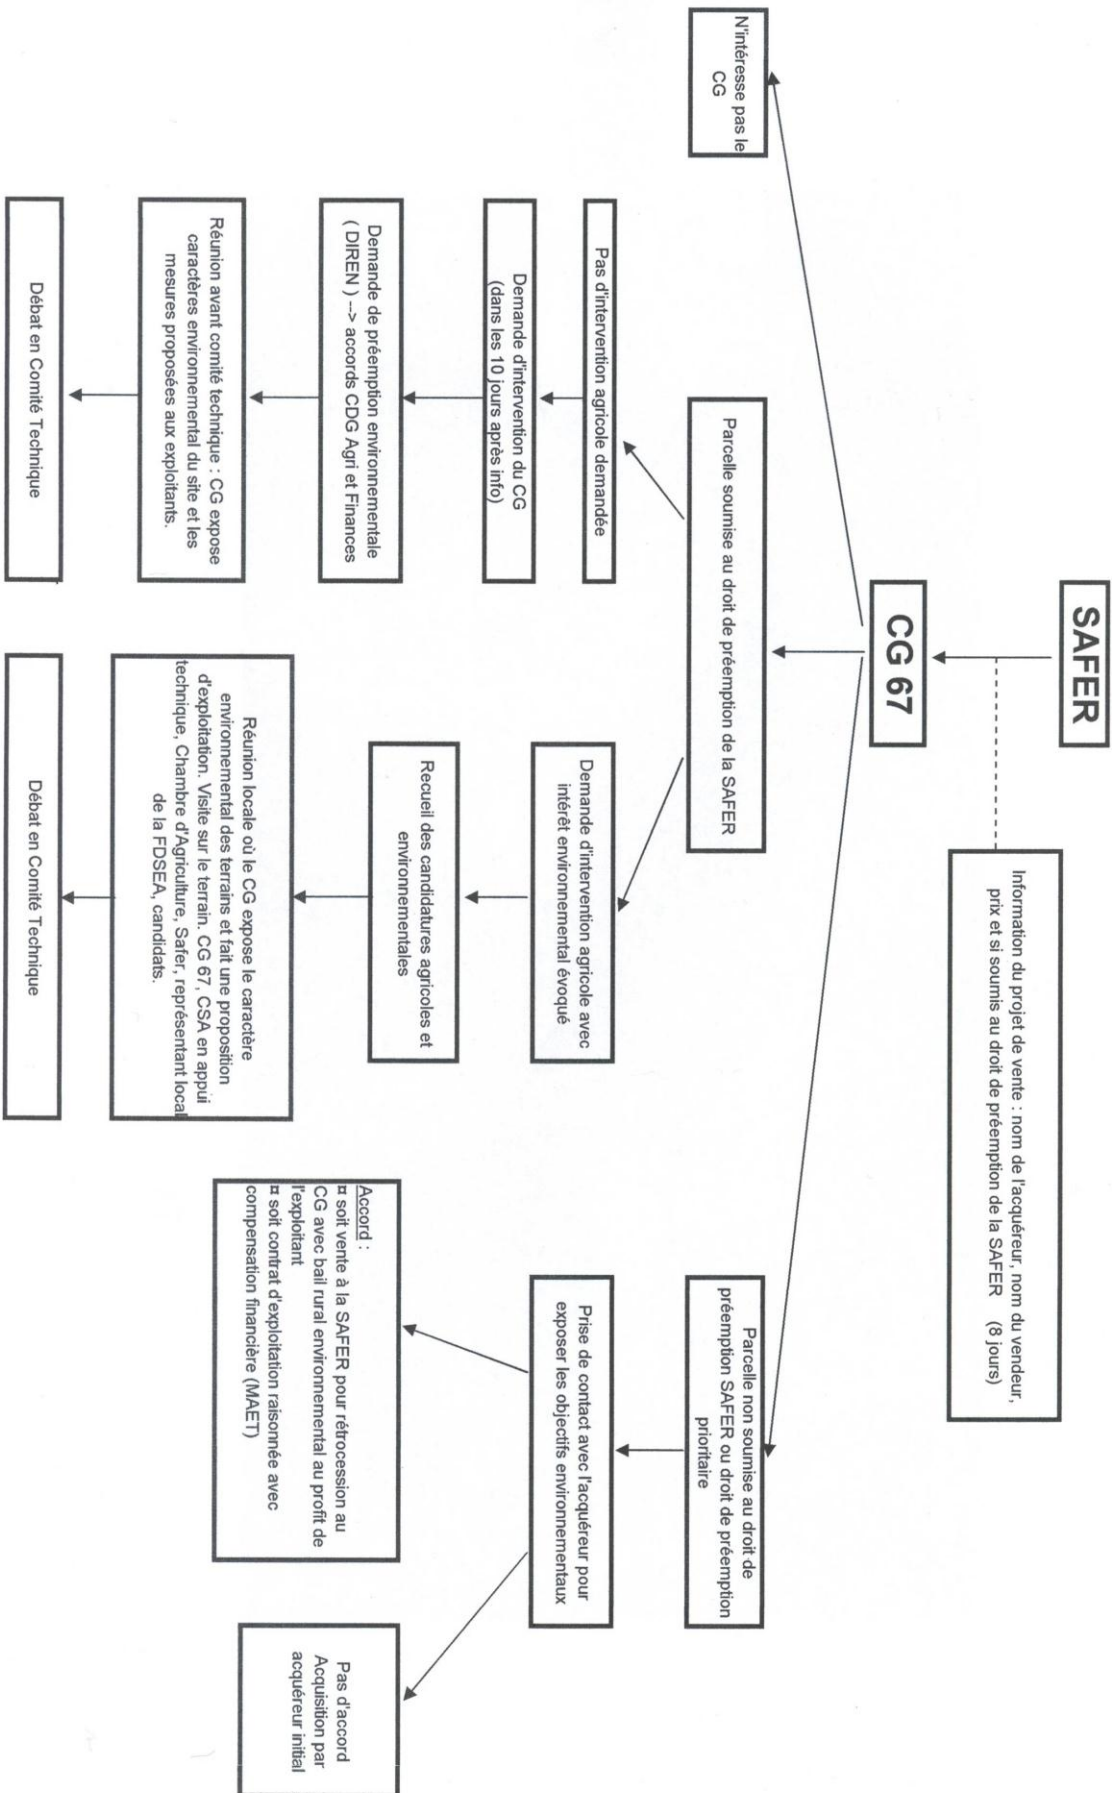 SAFER
Information du projet de vente : nom de l'acquéreur, nom du vendeur,
prix et si soumis au droit de préemption de la SAFER (8 jours)
CG 67
N'intéresse pas le
CG
Parcelle soumise au droit de préemption de la SAFER
Parcelle non soumise au droit de
préemption SAFER ou droit de préemption
prioritaire
Pas d'intervention agricole demandée
Demande d'intervention du CG
(dans les 10 jours après info)
Demande de préemption environnementale
( DIREN ) --> accords CDG Agri et Finances
Réunion avant comité technique : CG expose
caractères environnemental du site et les
mesures proposées aux exploitants.
Débat en Comité Technique
Demande d'intervention agricole avec
intérêt environnemental évoqué
Recueil des candidatures agricoles et
environnementales
Réunion locale où le CG expose le caractère
environnemental des terrains et fait une proposition
d'exploitation. Visite sur le terrain. CG 67, CSA en appui
technique, Chambre d'Agriculture, Safer, représentant local
de la FDSEA, candidats.
Débat en Comité Technique
Prise de contact avec l'acquéreur pour
exposer les objectifs environnementaux
Accord :
¤ soit vente à la SAFER pour rétrocession au
CG avec bail rural environnemental au profit de
l'exploitant
¤ soit contrat d'exploitation raisonnée avec
compensation financière (MAET)
Pas d'accord
Acquisition par
acquéreur initial